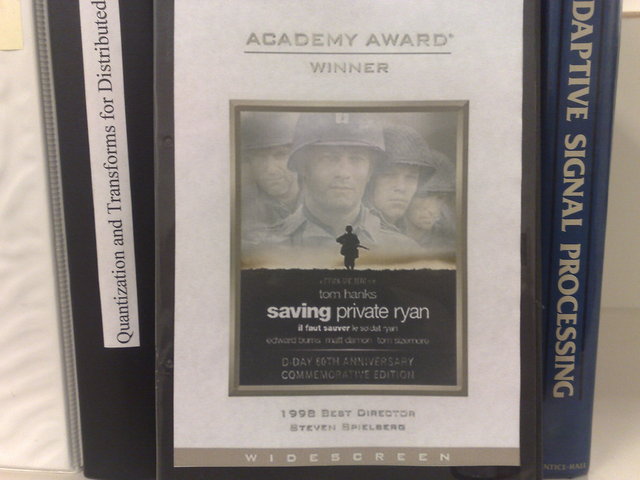 Quantization and Transforms for Distributed
ACADEMY AWARD®
WINNER
tom hanks
saving private ryan
il faut sauver le soldat ryan
edward burns matt damon tom sizemore
D-DAY 60TH ANNIVERSARY
COMMEMORATIVE EDITION
1998 BEST DIRECTOR
STEVEN SPIELBERG
WIDESCREEN
DAPTIVE SIGNAL PROCESSING
NTICE-HALL